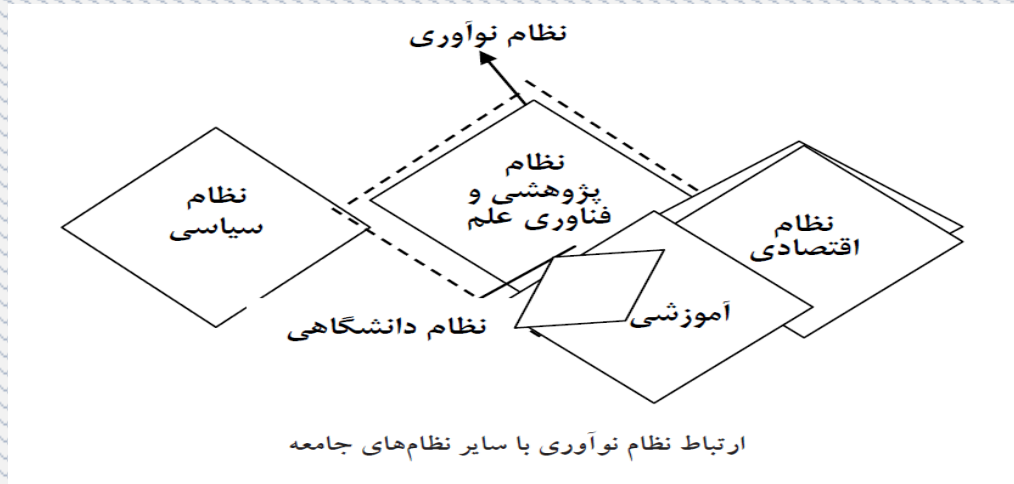 نظام نوآوری
نظام
پژوهشی و
فناوری علم
نظام
سیاسی
نظام
اقتصادی
آموزشی
نظام دانشگاهی
ارتباط نظام نوآوری با سایر نظام‌های جامعه